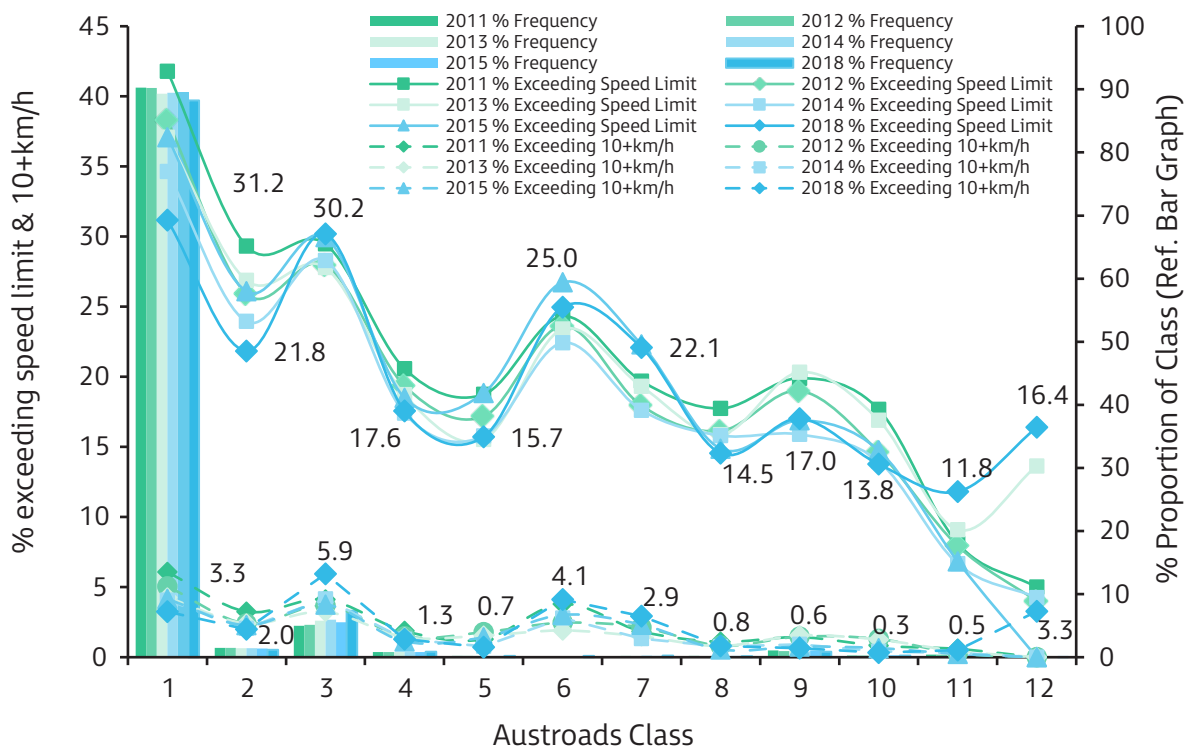 2011 % Frequency
2012 % Frequency
2013 % Frequency
2014 % Frequency
2015 % Frequency
2018 % Frequency
2011 % Exceeding Speed Limit
2012 % Exceeding Speed Limit
2013 % Exceeding Speed Limit
2014 % Exceeding Speed Limit
2015 % Exceeding Speed Limit
2018 % Exceeding Speed Limit
2011 % Exceeding 10+km/h
2012 % Exceeding 10+km/h
2013 % Exceeding 10+km/h
2014 % Exceeding 10+km/h
2015 % Exceeding 10+km/h
2018 % Exceeding 10+km/h
% exceeding speed limit & 10+km/h
45
40
35
30
25
20
15
10
5
0
31.2
21.8
30.2
17.6
15.7
25.0
22.1
14.5
17.0
13.8
11.8
16.4
3.3
2.0
5.9
1.3
0.7
4.1
2.9
0.8
0.6
0.3
0.5
3.3
100
90
80
70
60
50
40
30
20
10
0
% Proportion of Class (Ref. Bar Graph)
1 2 3 4 5 6 7 8 9 10 11 12
Austroads Class